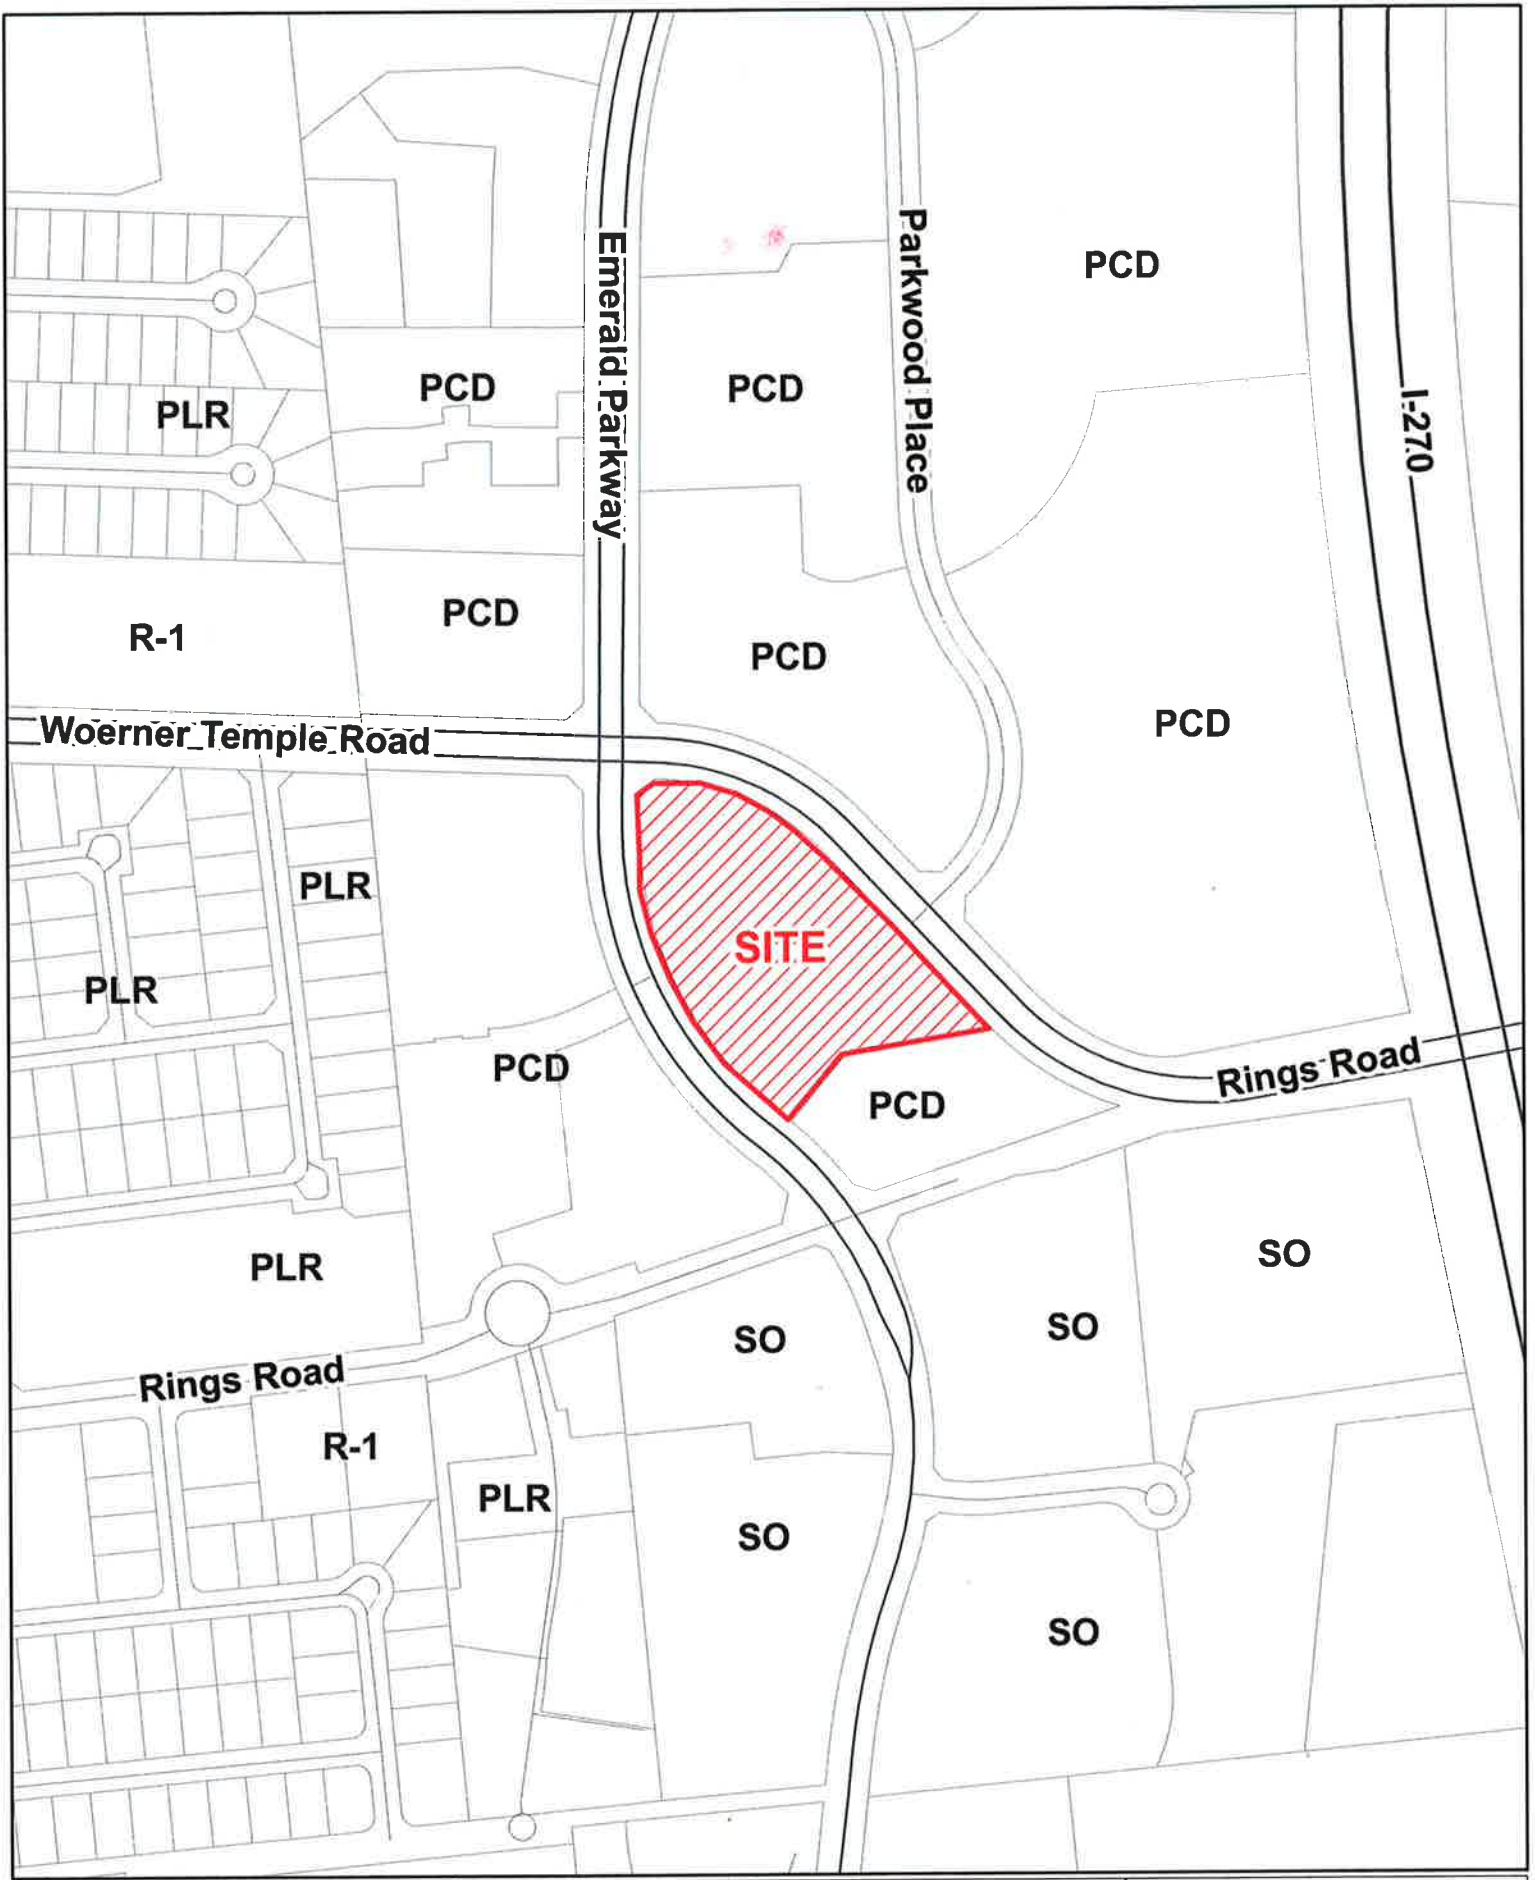 Emerald Parkway
Parkwood Place
PCD
I-270
PCD
PCD
PLR
PCD
R-1
PCD
PCD
Woerner Temple Road
PLR
SITE
PLR
PCD
Rings Road
PCD
PLR
SO
SO
SO
Rings Road
R-1
PLR
SO
SO